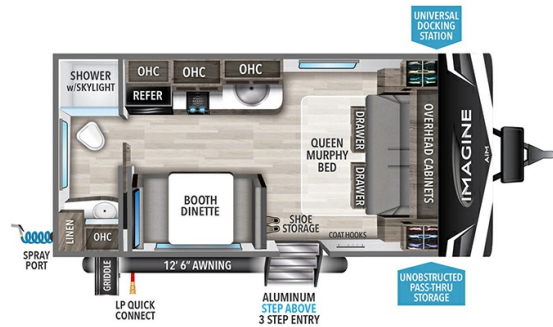 UNIVERSAL
DOCKING
STATION
SHOWER
w/SKYLIGHT
OHC
OHC
OHC
REFER
DRAWER
DRAWER
QUEEN
MURPHY
BED
OVERHEAD CABINETS
IMAGINE
AIM
BOOTH
DINETTE
SHOE
STORAGE
COAT HOOKS
LINEN
OHC
SPRAY
PORT
GRIDDLE
12' 6" AWNING
LP QUICK
CONNECT
ALUMINUM
STEP ABOVE
3 STEP ENTRY
UNOBSTRUCTED
PASS-THRU
STORAGE